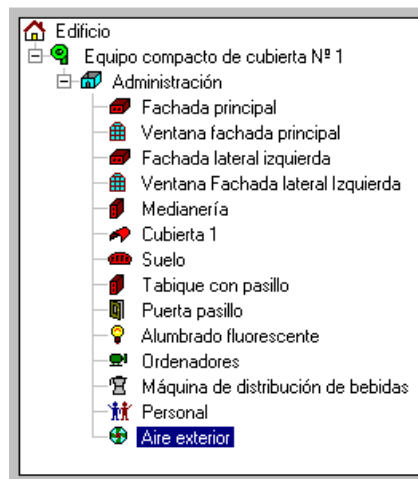 Edificio
Equipo compacto de cubierta Nº 1
Administración
Fachada principal
Ventana fachada principal
Fachada lateral izquierda
Ventana Fachada lateral Izquierda
Medianería
Cubierta 1
Suelo
Tabique con pasillo
Puerta pasillo
Alumbrado fluorescente
Ordenadores
Máquina de distribución de bebidas
Personal
Aire exterior